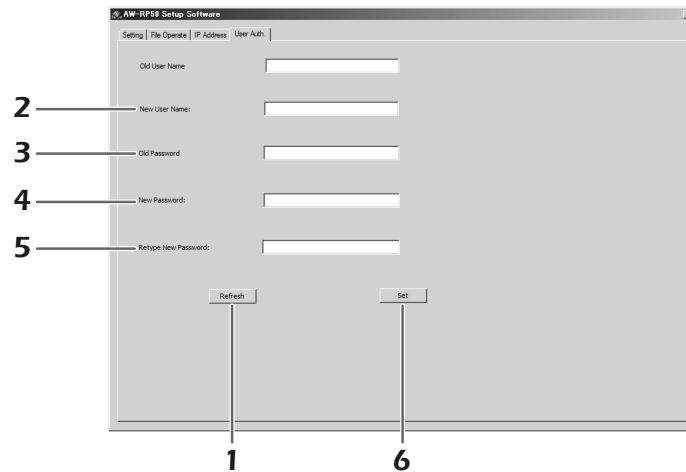 AW-RP50 Setup Software
Setting File Operate IP Address User Auth.
Old User Name
2 New User Name:
3 Old Password
4 New Password:
5 Retype New Password:
Refresh Set
1 6